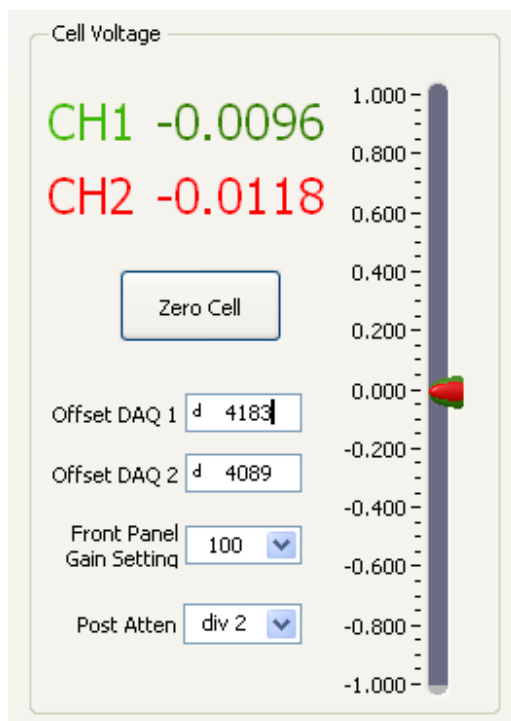 Cell Voltage
CH1 -0.0096
CH2 -0.0118
Zero Cell
Offset DAQ 1 d 4183
Offset DAQ 2 d 4089
Front Panel
Gain Setting 100
Post Atten div 2
1.000
0.800
0.600
0.400
0.200
0.000
-0.200
-0.400
-0.600
-0.800
-1.000